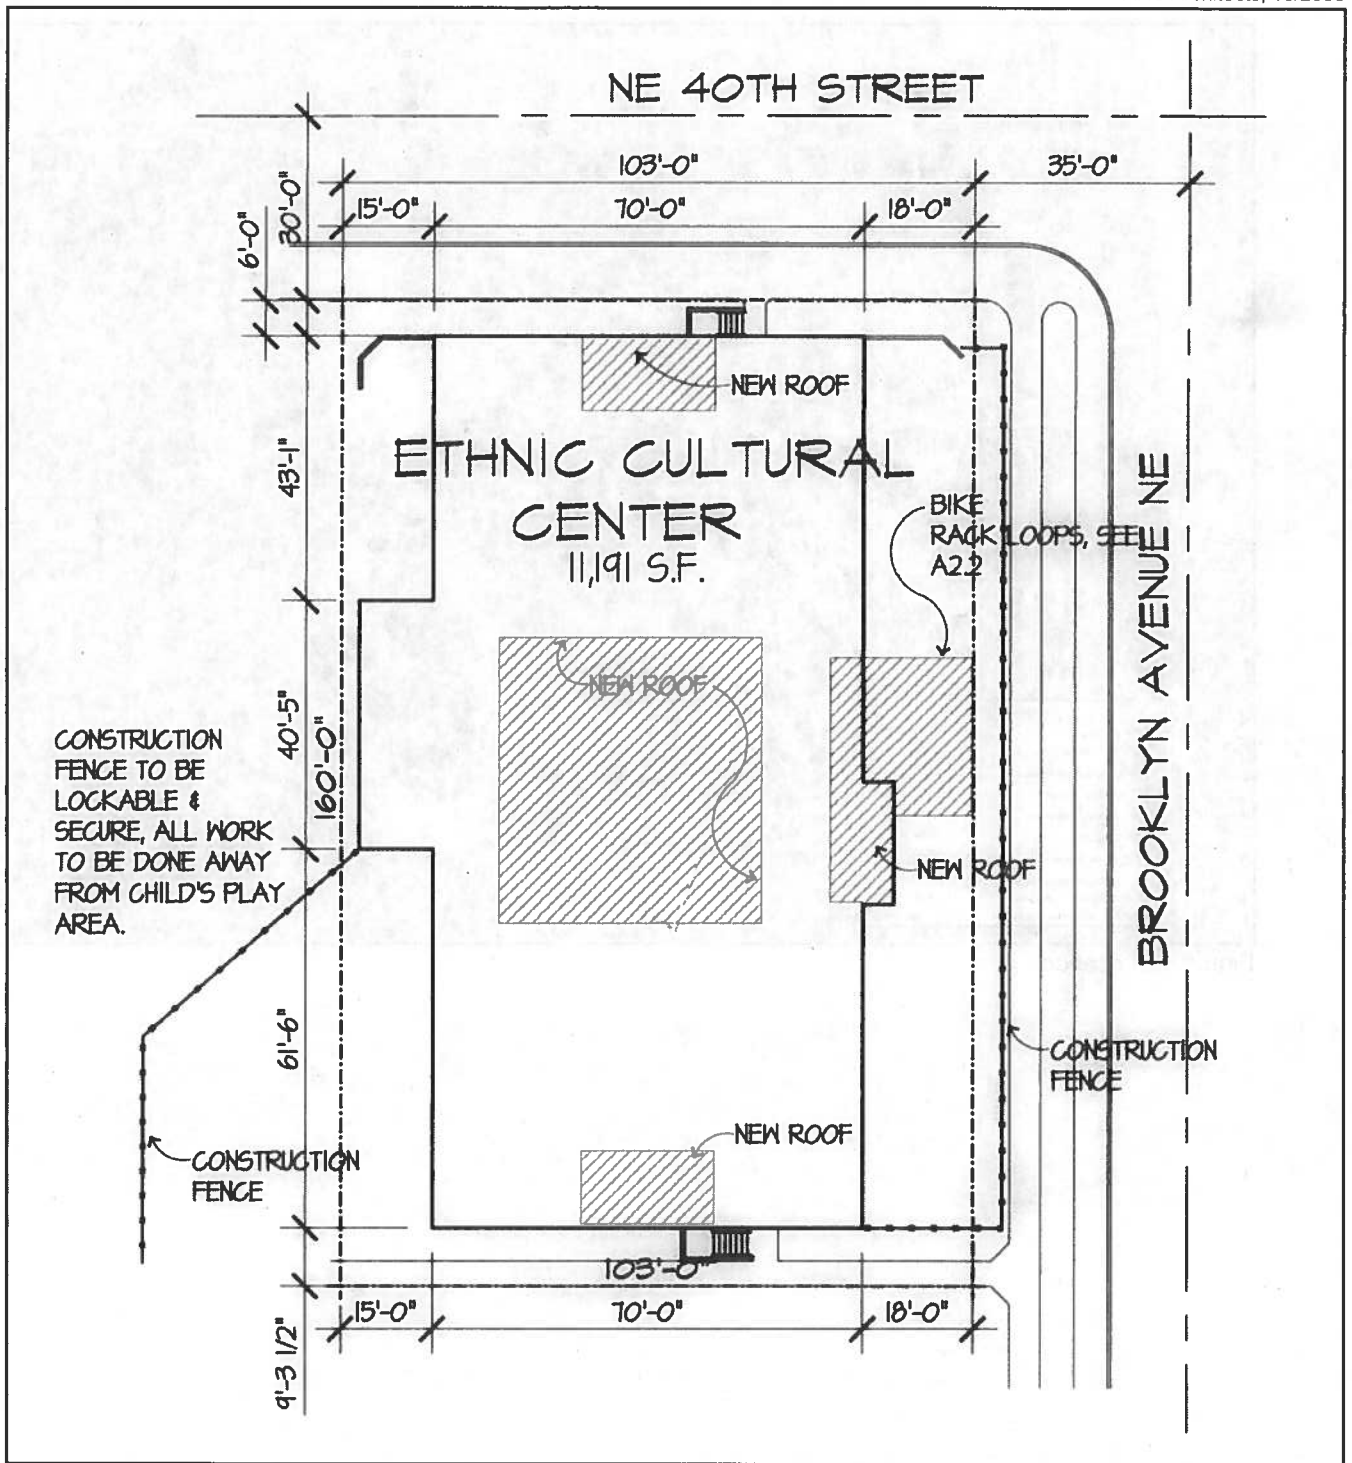 NE 40TH STREET
103'-0"
35'-0"
15'-0"
70'-0"
18'-0"
6'-0"
30'-0"
NEW ROOF
ETHNIC CULTURAL
CENTER
11,191 S.F.
43'-1"
BIKE
RACK LOOPS, SEE
A2.2
BROOKLYN AVENUE NE
NEW ROOF
40'-5"
160'-0"
CONSTRUCTION
FENCE TO BE
LOCKABLE &
SECURE, ALL WORK
TO BE DONE AWAY
FROM CHILD'S PLAY
AREA.
NEW ROOF
61'-6"
CONSTRUCTION
FENCE
NEW ROOF
CONSTRUCTION
FENCE
103'-0"
15'-0"
70'-0"
18'-0"
9'-3 1/2"